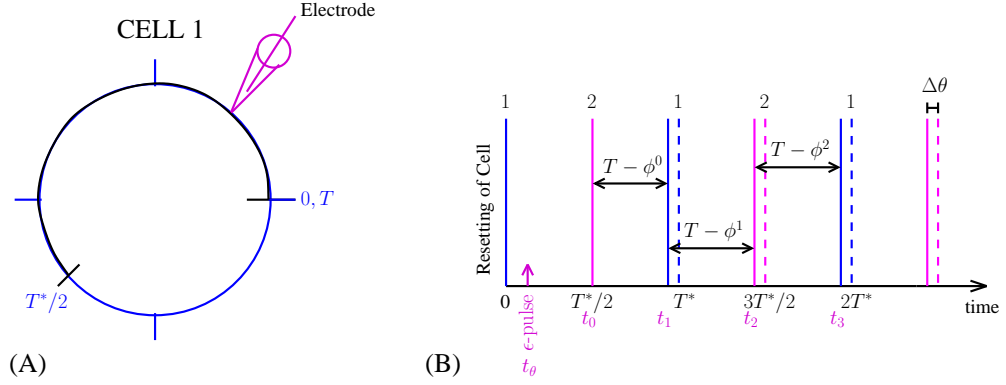 Electrode
CELL 1
0, T
T*/2
(A)
Δθ
1 2 1 2 1
T − ϕ⁰
T − ϕ²
T − ϕ¹
Resetting of Cell
0 T*/2 T* 3T*/2 2T* time
t₀ t₁ t₂ t₃
t_θ ϵ-pulse
(B)